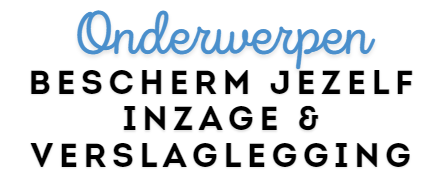 Onderwerpen
BESCHERM JEZELF
INZAGE &
VERSLAGLEGGING